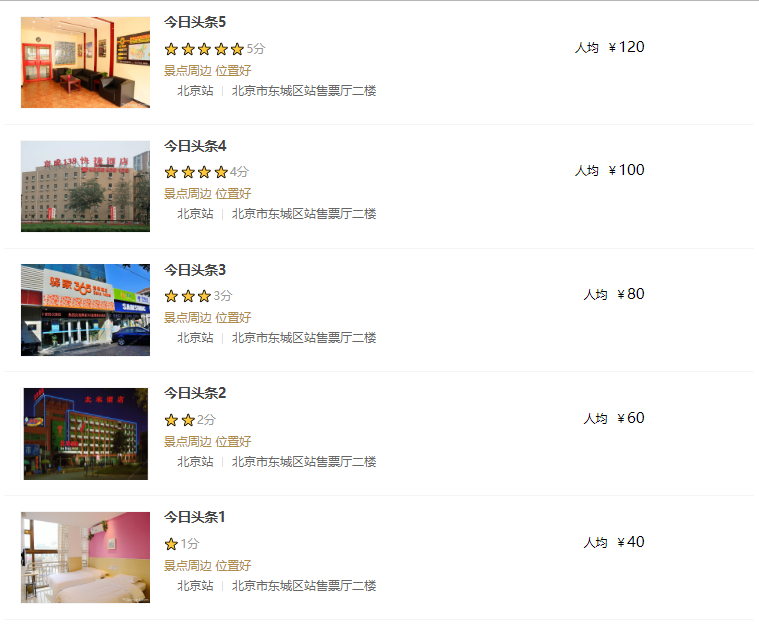 今日头条5
5分
人均 ￥120
景点周边 位置好
北京站 | 北京市东城区站售票厅二楼
今日头条4
4分
人均 ￥100
景点周边 位置好
北京站 | 北京市东城区站售票厅二楼
今日头条3
3分
人均 ￥80
景点周边 位置好
北京站 | 北京市东城区站售票厅二楼
SAMSUNG
今日头条2
2分
人均 ￥60
景点周边 位置好
北京站 | 北京市东城区站售票厅二楼
今日头条1
1分
人均 ￥40
景点周边 位置好
北京站 | 北京市东城区站售票厅二楼